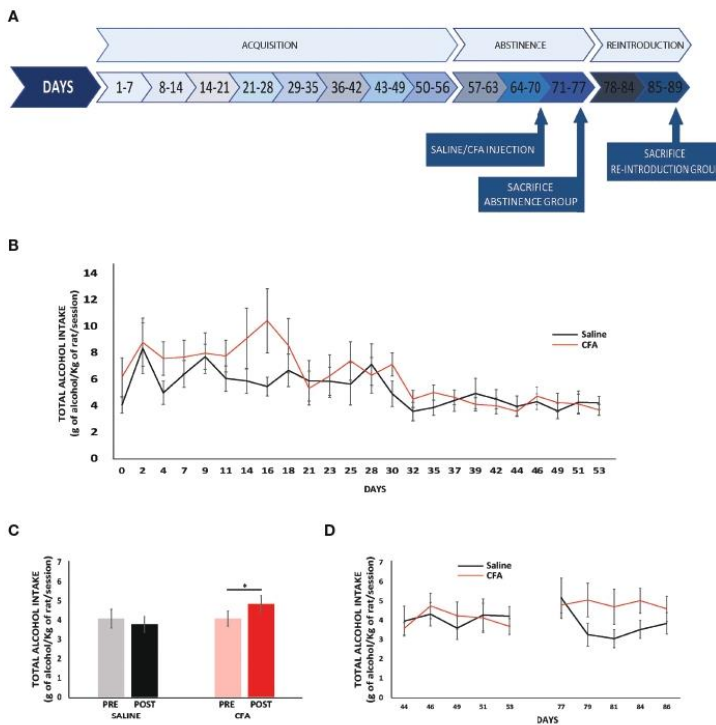 A
ACQUISITION
ABSTINENCE
REINTRODUCTION
DAYS
1-7
8-14
14-21
21-28
29-35
36-42
43-49
50-56
57-63
64-70
71-77
78-84
85-89
SALINE/CFA INJECTION
SACRIFICE
ABSTINENCE GROUP
SACRIFICE
RE-INTRODUCTION GROUP
B
TOTAL ALCOHOL INTAKE
(g of alcohol/Kg of rat/session)
14
12
10
8
6
4
2
0
Saline
CFA
0 2 4 7 9 11 14 16 18 21 23 25 28 30 32 35 37 39 42 44 46 49 51 53
DAYS
C
TOTAL ALCOHOL INTAKE
(g of alcohol/Kg of rat/session)
7
6
5
4
3
2
1
0
*
PRE POST PRE POST
SALINE CFA
D
TOTAL ALCOHOL INTAKE
(g of alcohol/Kg of rat/session)
7
6
5
4
3
2
1
0
Saline
CFA
44 46 49 51 53 77 79 81 84 86
DAYS